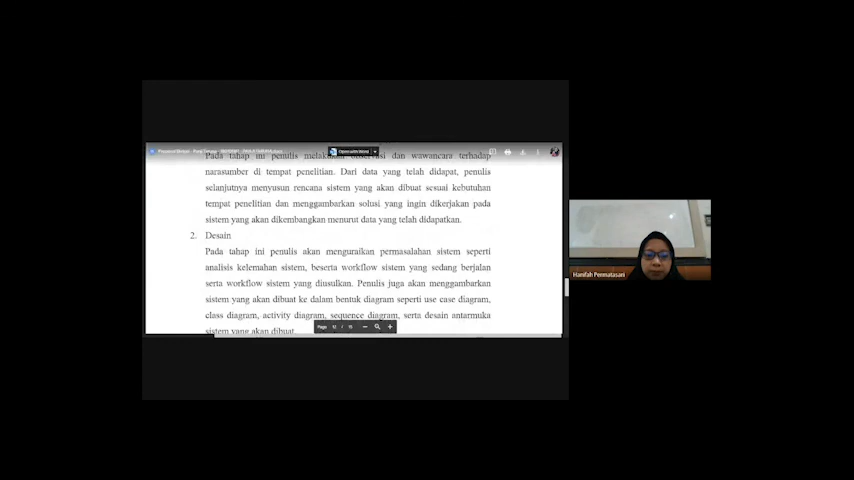 Open with Word
Pada tahap ini penulis melakukan observasi dan wawancara terhadap
narasumber di tempat penelitian. Dari data yang telah didapat, penulis
selanjutnya menyusun rencana sistem yang akan dibuat sesuai kebutuhan
tempat penelitian dan menggambarkan solusi yang ingin dikerjakan pada
sistem yang akan dikembangkan menurut data yang telah didapatkan.
2. Desain
Pada tahap ini penulis akan menguraikan permasalahan sistem seperti
analisis kelemahan sistem, beserta workflow sistem yang sedang berjalan
serta workflow sistem yang diusulkan. Penulis juga akan menggambarkan
sistem yang akan dibuat ke dalam bentuk diagram seperti use case diagram,
class diagram, activity diagram, sequence diagram, serta desain antarmuka
sistem yang akan dibuat.
Page /
Hanifah Permatasari